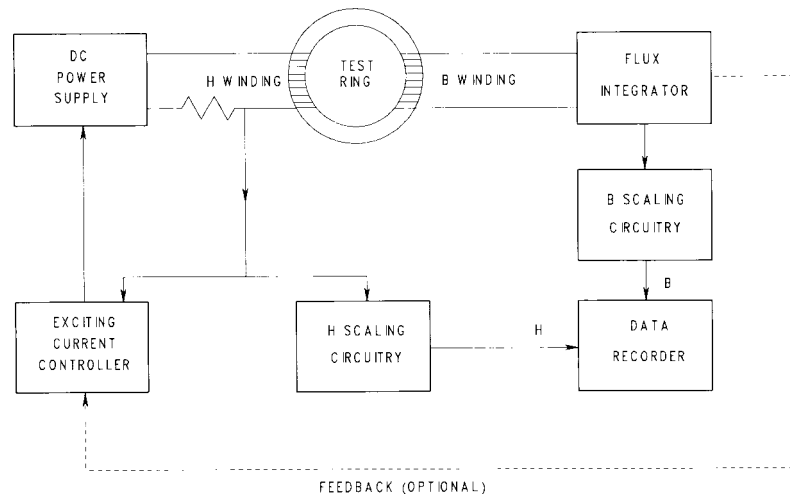 DC
POWER
SUPPLY
H WINDING
TEST
RING
B WINDING
FLUX
INTEGRATOR
B SCALING
CIRCUITRY
B
EXCITING
CURRENT
CONTROLLER
H SCALING
CIRCUITRY
H
DATA
RECORDER
FEEDBACK (OPTIONAL)